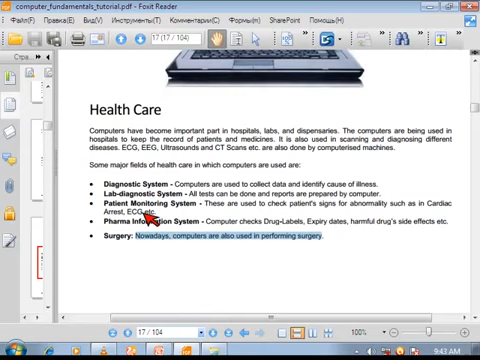 computer_fundamentals_tutorial.pdf - Foxit Reader
Файл(F) Правка(E) Вид(V) Инструменты(T) Комментарии(C) Формы(n) SharePoint Помощь(H)
17 (17 / 104)
Стра...
Health Care
Computers have become important part in hospitals, labs, and dispensaries. The computers are being used in
hospitals to keep the record of patients and medicines. It is also used in scanning and diagnosing different
diseases. ECG, EEG, Ultrasounds and CT Scans etc. are also done by computerised machines.
Some major fields of health care in which computers are used are:
• Diagnostic System - Computers are used to collect data and identify cause of illness.
• Lab-diagnostic System - All tests can be done and reports are prepared by computer.
• Patient Monitoring System - These are used to check patient's signs for abnormality such as in Cardiac
Arrest, ECG etc.
• Pharma Information System - Computer checks Drug-Labels, Expiry dates, harmful drug's side effects etc.
• Surgery: Nowadays, computers are also used in performing surgery.
17 / 104
100%
9:43 AM